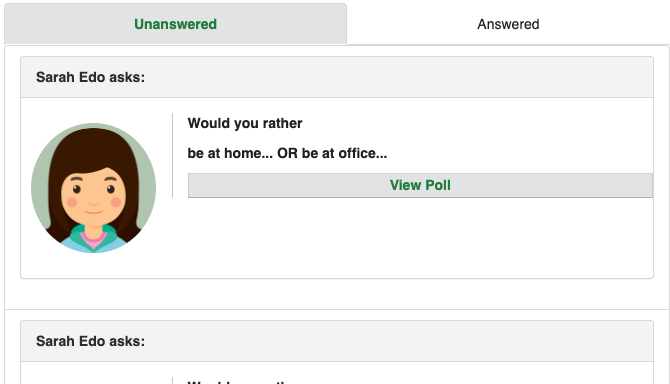 Unanswered
Answered
Sarah Edo asks:
Would you rather
be at home... OR be at office...
View Poll
Sarah Edo asks: